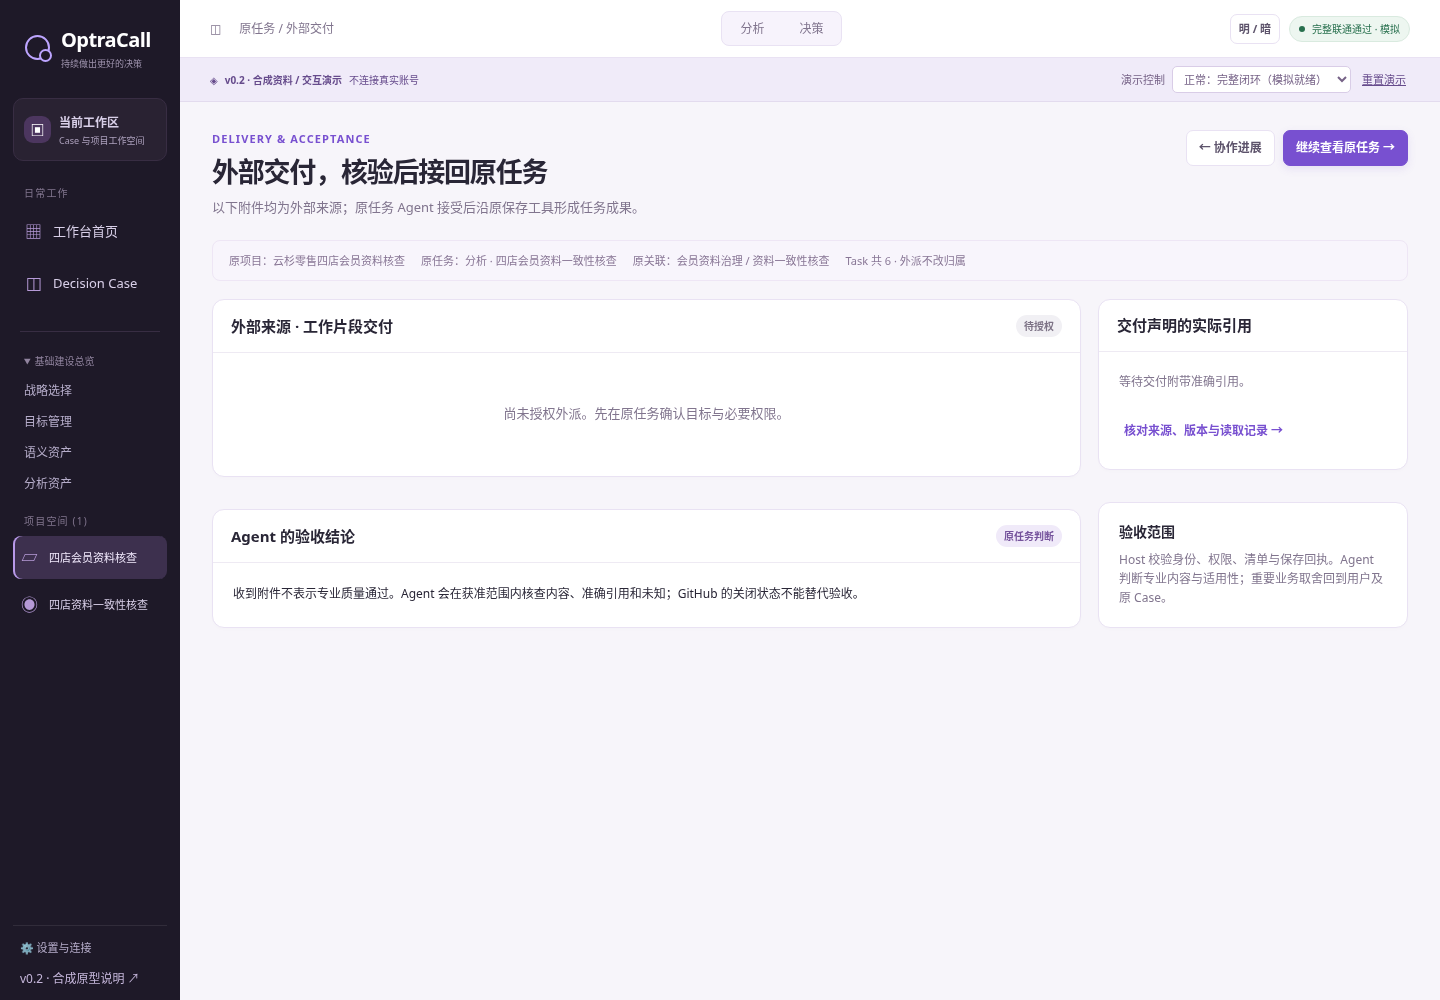 OptraCall
持续做出更好的决策
当前工作区
Case 与项目工作空间
日常工作
工作台首页
Decision Case
▼ 基础建设总览
战略选择
目标管理
语义资产
分析资产
项目空间 (1)
四店会员资料核查
四店资料一致性核查
设置与连接
v0.2 · 合成原型说明 ↗
原任务 / 外部交付
分析
决策
明 / 暗
完整联通通过 · 模拟
◈ v0.2 · 合成资料 / 交互演示 不连接真实账号
演示控制
正常：完整闭环（模拟就绪）
重置演示
DELIVERY & ACCEPTANCE
外部交付，核验后接回原任务
以下附件均为外部来源；原任务 Agent 接受后沿原保存工具形成任务成果。
← 协作进展
继续查看原任务 →
原项目：云杉零售四店会员资料核查 原任务：分析 · 四店会员资料一致性核查 原关联：会员资料治理 / 资料一致性核查 Task 共 6 · 外派不改归属
外部来源 · 工作片段交付
待授权
尚未授权外派。先在原任务确认目标与必要权限。
交付声明的实际引用
等待交付附带准确引用。
核对来源、版本与读取记录 →
Agent 的验收结论
原任务判断
收到附件不表示专业质量通过。Agent 会在获准范围内核查内容、准确引用和未知；GitHub 的关闭状态不能替代验收。
验收范围
Host 校验身份、权限、清单与保存回执。Agent
判断专业内容与适用性；重要业务取舍回到用户及
原 Case。